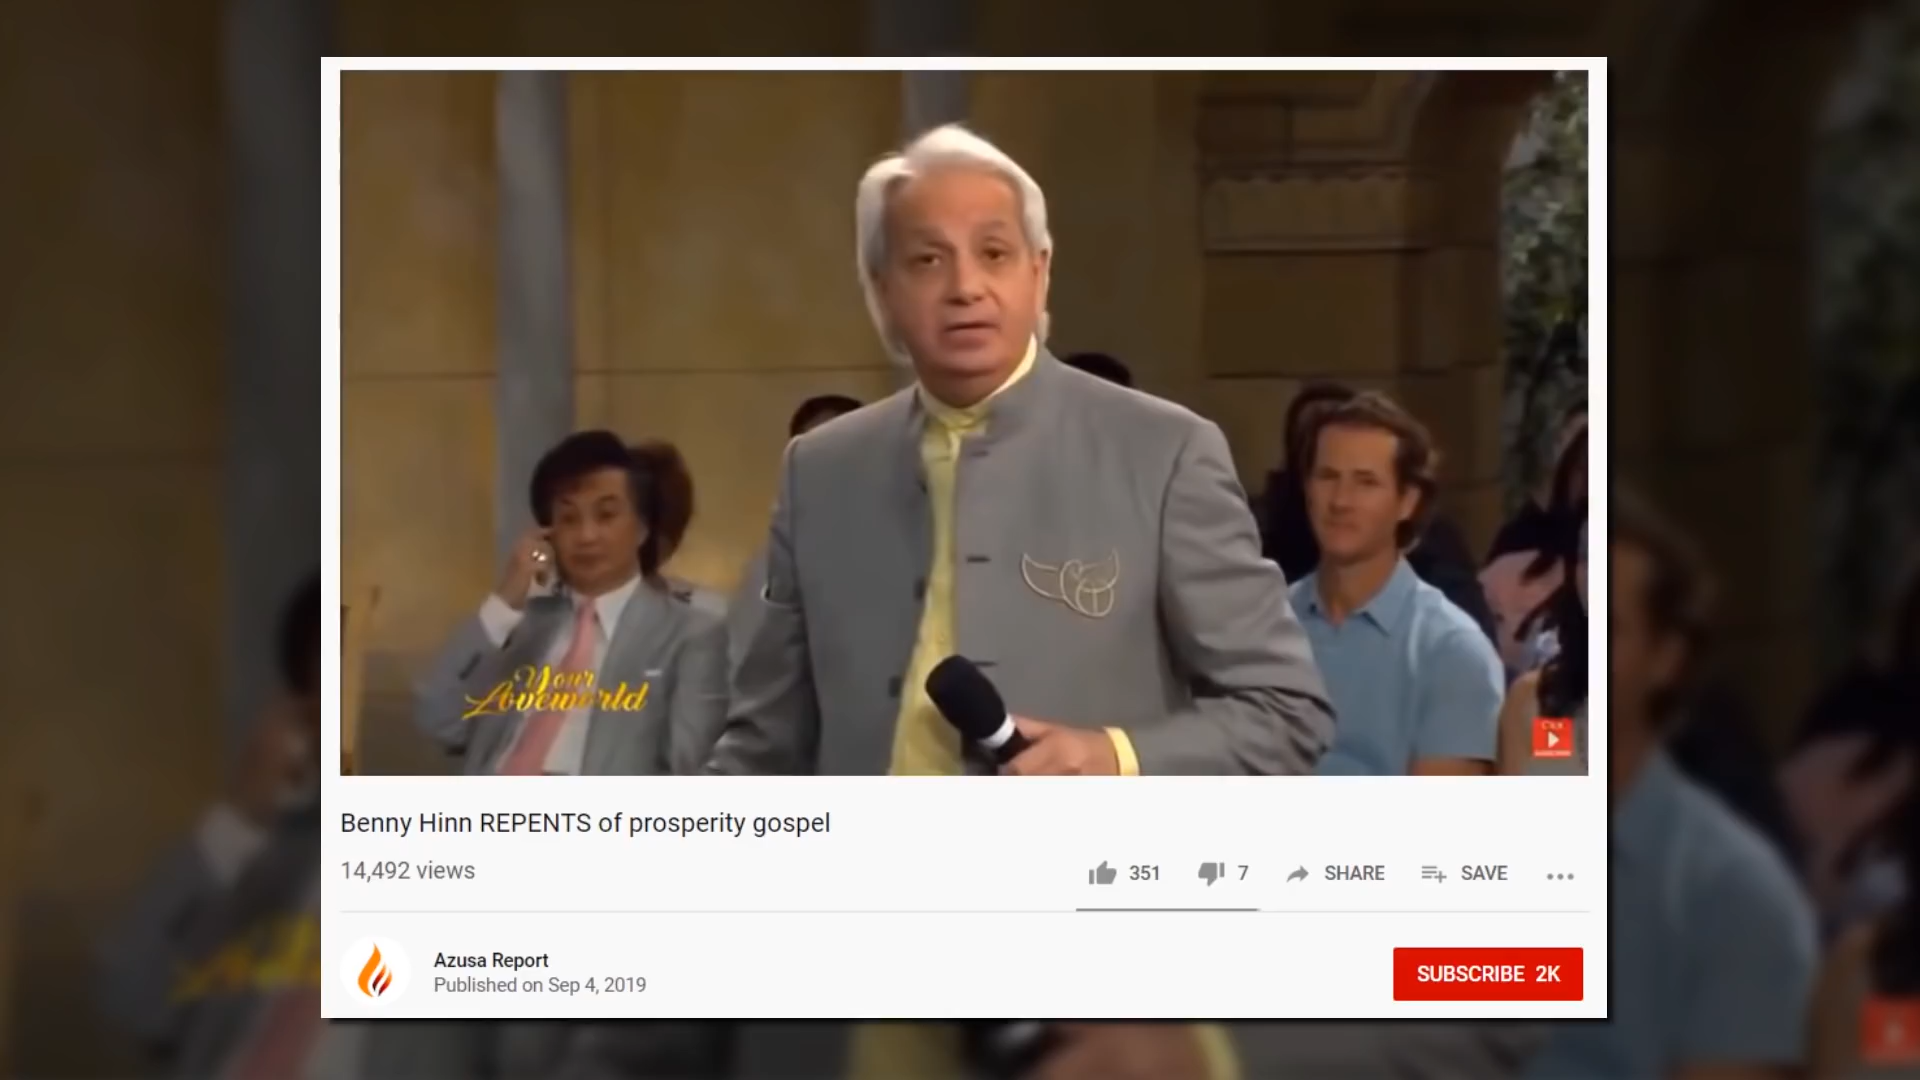 Your
Loveworld
Benny Hinn REPENTS of prosperity gospel
14,492 views
351
7
SHARE
SAVE
Azusa Report
Published on Sep 4, 2019
SUBSCRIBE 2K